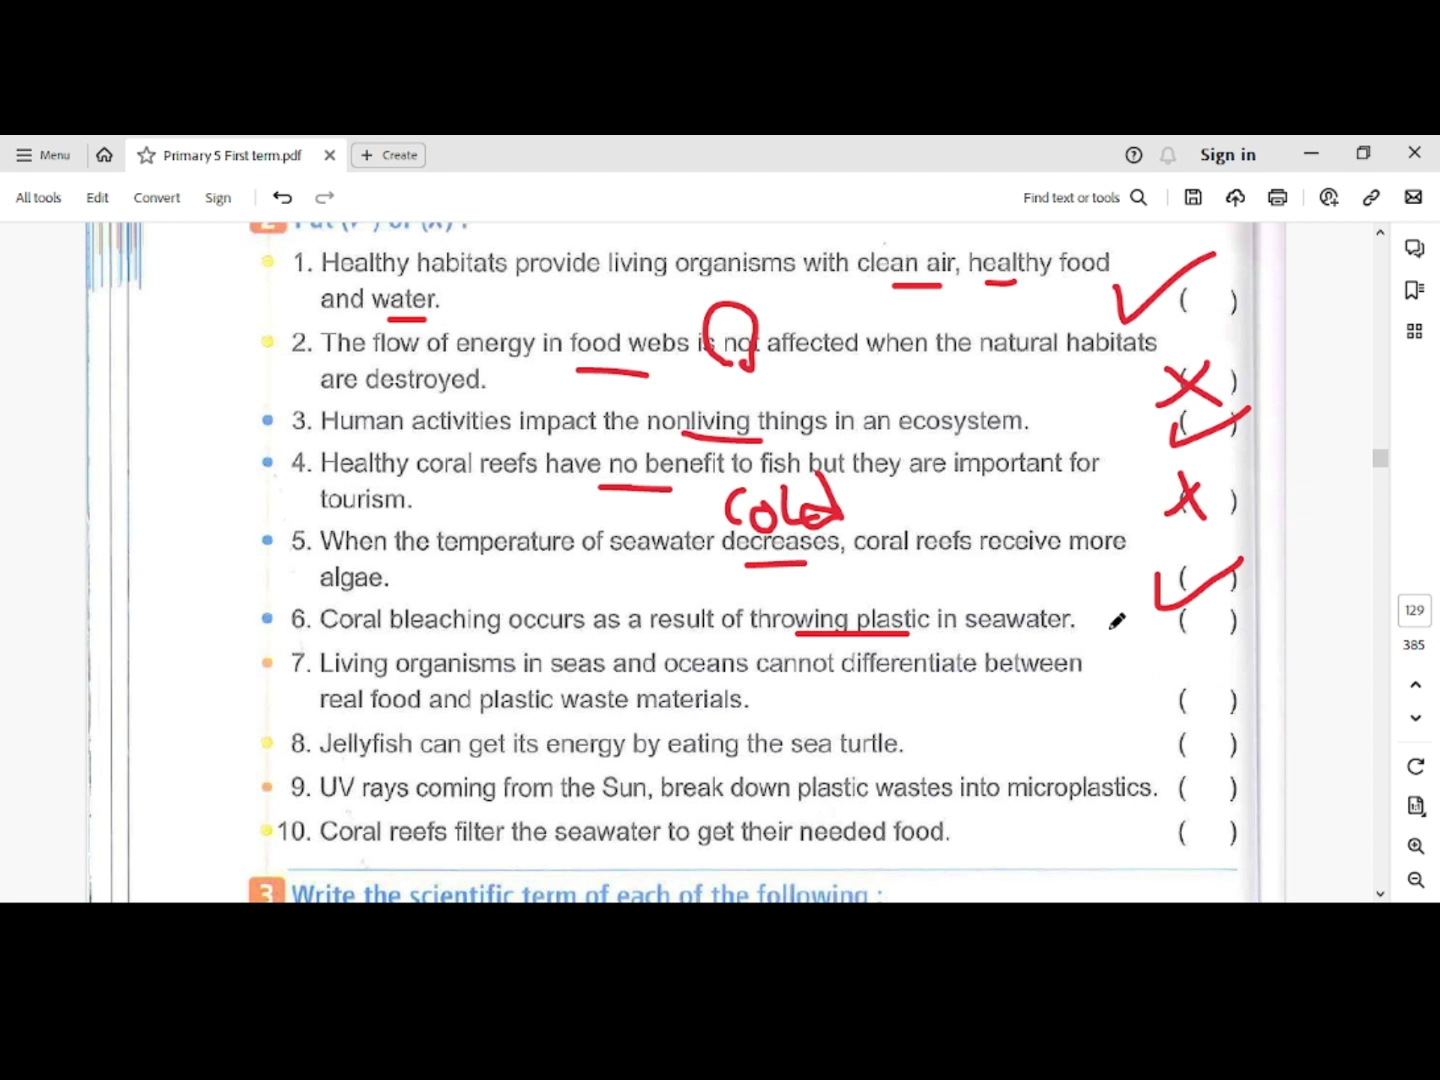 Menu
Primary 5 First term.pdf
Create
Sign in
All tools
Edit
Convert
Sign
Find text or tools
1. Healthy habitats provide living organisms with clean air, healthy food
and water. ( )
2. The flow of energy in food webs is not affected when the natural habitats
are destroyed. ( )
3. Human activities impact the nonliving things in an ecosystem. ( )
4. Healthy coral reefs have no benefit to fish but they are important for
tourism. ( )
cold
5. When the temperature of seawater decreases, coral reefs receive more
algae. ( )
6. Coral bleaching occurs as a result of throwing plastic in seawater. ( )
7. Living organisms in seas and oceans cannot differentiate between
real food and plastic waste materials. ( )
8. Jellyfish can get its energy by eating the sea turtle. ( )
9. UV rays coming from the Sun, break down plastic wastes into microplastics. ( )
10. Coral reefs filter the seawater to get their needed food. ( )
3 Write the scientific term of each of the following :
129
385